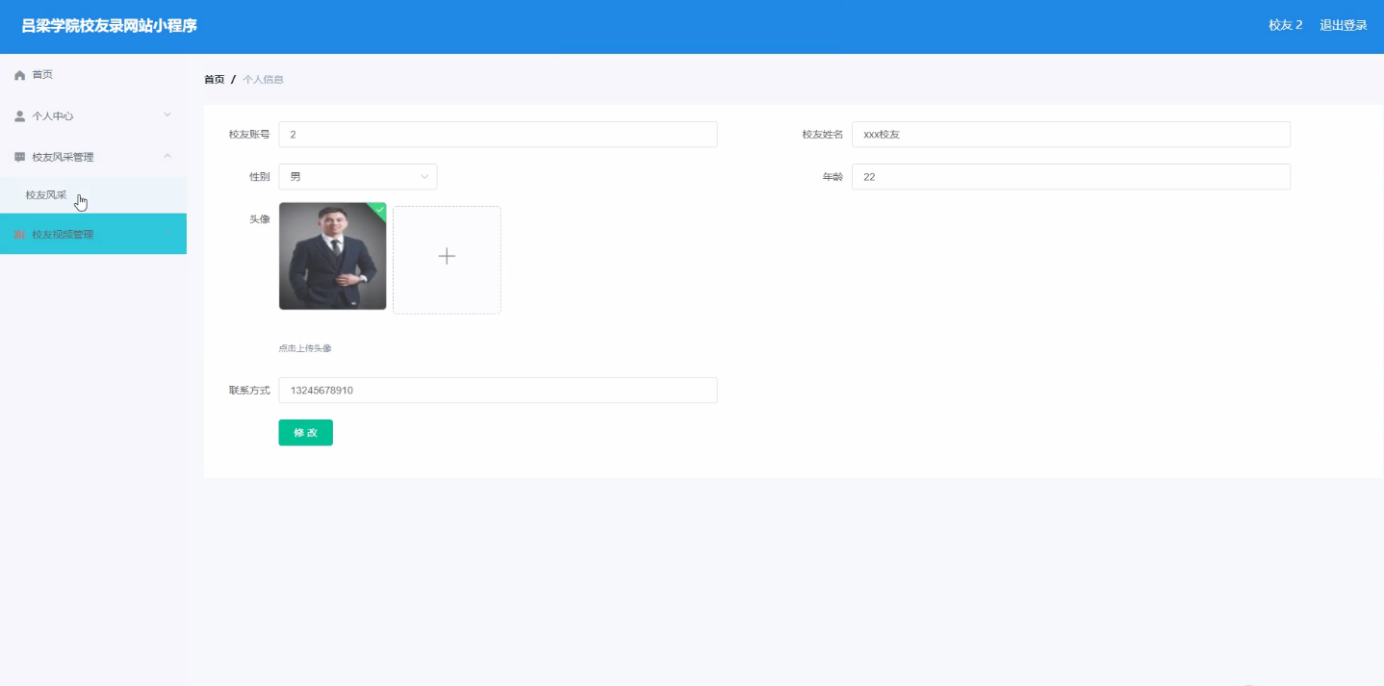 吕梁学院校友录网站小程序
校友 2 退出登录
首页
个人中心
校友风采管理
校友风采
校友视频管理
首页 / 个人信息
校友账号 2
校友姓名 xxx校友
性别 男
年龄 22
头像
点击上传头像
联系方式 13245678910
修改